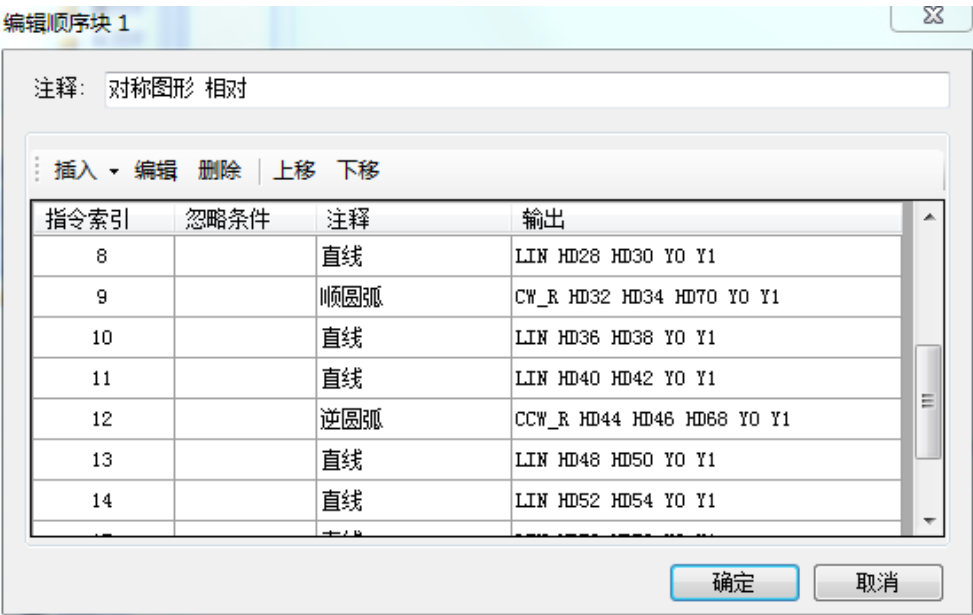 编辑顺序块 1
注释: 对称图形 相对
插入 编辑 删除 上移 下移
指令索引 忽略条件 注释 输出
8 直线 LIN HD28 HD30 Y0 Y1
9 顺圆弧 CW_R HD32 HD34 HD70 Y0 Y1
10 直线 LIN HD36 HD38 Y0 Y1
11 直线 LIN HD40 HD42 Y0 Y1
12 逆圆弧 CCW_R HD44 HD46 HD68 Y0 Y1
13 直线 LIN HD48 HD50 Y0 Y1
14 直线 LIN HD52 HD54 Y0 Y1
确定 取消